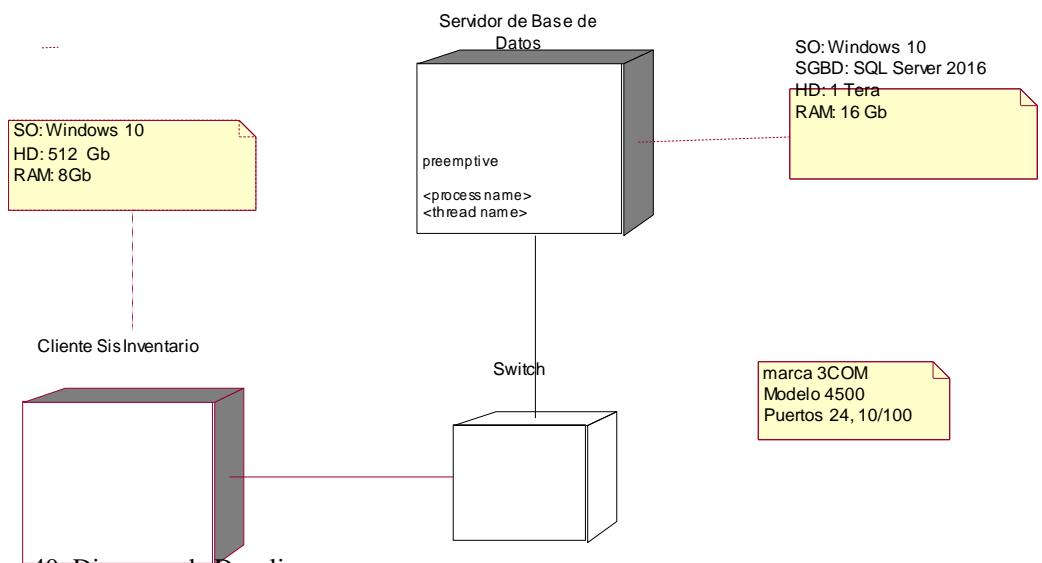 Servidor de Base de
Datos
SO: Windows 10
SGBD: SQL Server 2016
HD: 1 Tera
RAM: 16 Gb
SO: Windows 10
HD: 512 Gb
RAM: 8Gb
preemptive
<process name>
<thread name>
Cliente SisInventario
Switch
marca 3COM
Modelo 4500
Puertos 24, 10/100